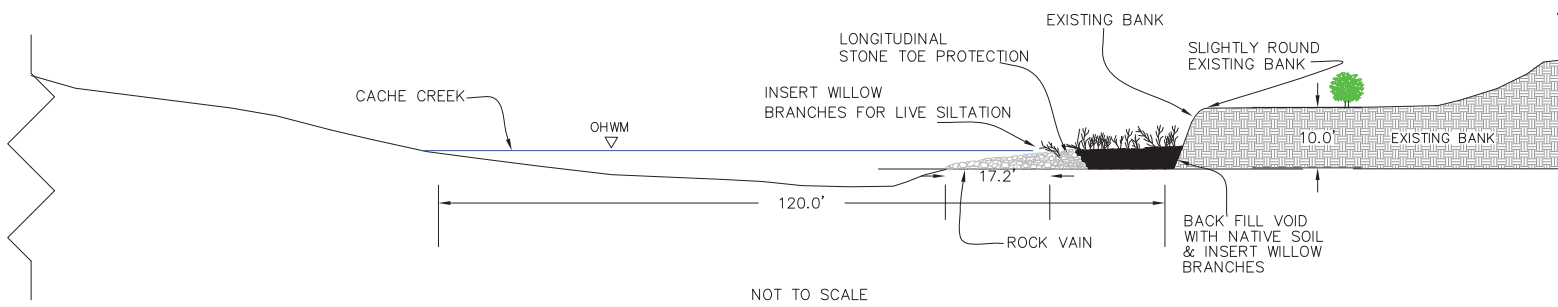 EXISTING BANK
LONGITUDINAL
STONE TOE PROTECTION
SLIGHTLY ROUND
EXISTING BANK
INSERT WILLOW
BRANCHES FOR LIVE SILTATION
CACHE CREEK
OHWM
10.0'
EXISTING BANK
17.2'
120.0'
BACK FILL VOID
WITH NATIVE SOIL
& INSERT WILLOW
BRANCHES
ROCK VAIN
NOT TO SCALE